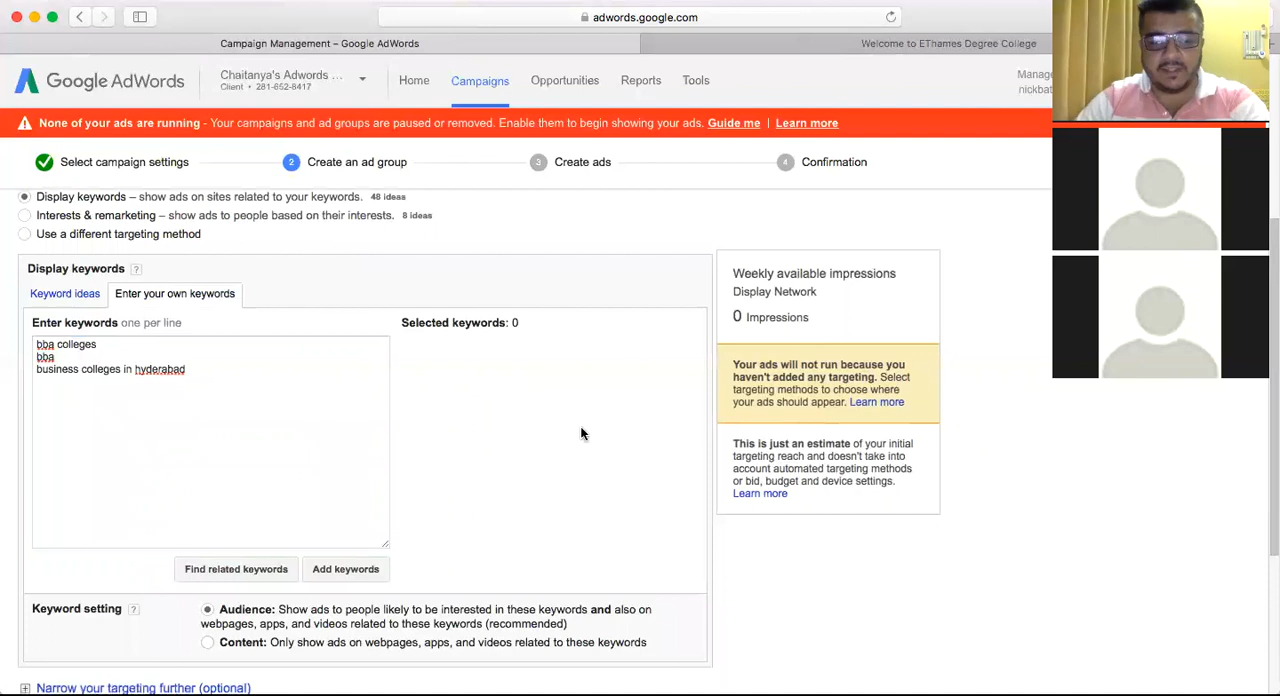 adwords.google.com
Campaign Management – Google AdWords
Welcome to EThames Degree College
Google AdWords
Chaitanya's Adwords ...
Client • 281-652-8417
Home
Campaigns
Opportunities
Reports
Tools
Manage
nickbat
None of your ads are running - Your campaigns and ad groups are paused or removed. Enable them to begin showing your ads. Guide me | Learn more
Select campaign settings
2 Create an ad group
3 Create ads
4 Confirmation
Display keywords – show ads on sites related to your keywords. 48 ideas
Interests & remarketing – show ads to people based on their interests. 8 ideas
Use a different targeting method
Display keywords ?
Keyword ideas
Enter your own keywords
Enter keywords one per line
bba colleges
bba
business colleges in hyderabad
Find related keywords
Add keywords
Selected keywords: 0
Keyword setting ?
Audience: Show ads to people likely to be interested in these keywords and also on
webpages, apps, and videos related to these keywords (recommended)
Content: Only show ads on webpages, apps, and videos related to these keywords
Narrow your targeting further (optional)
Weekly available impressions
Display Network
0 Impressions
Your ads will not run because you
haven't added any targeting. Select
targeting methods to choose where
your ads should appear. Learn more
This is just an estimate of your initial
targeting reach and doesn't take into
account automated targeting methods
or bid, budget and device settings.
Learn more